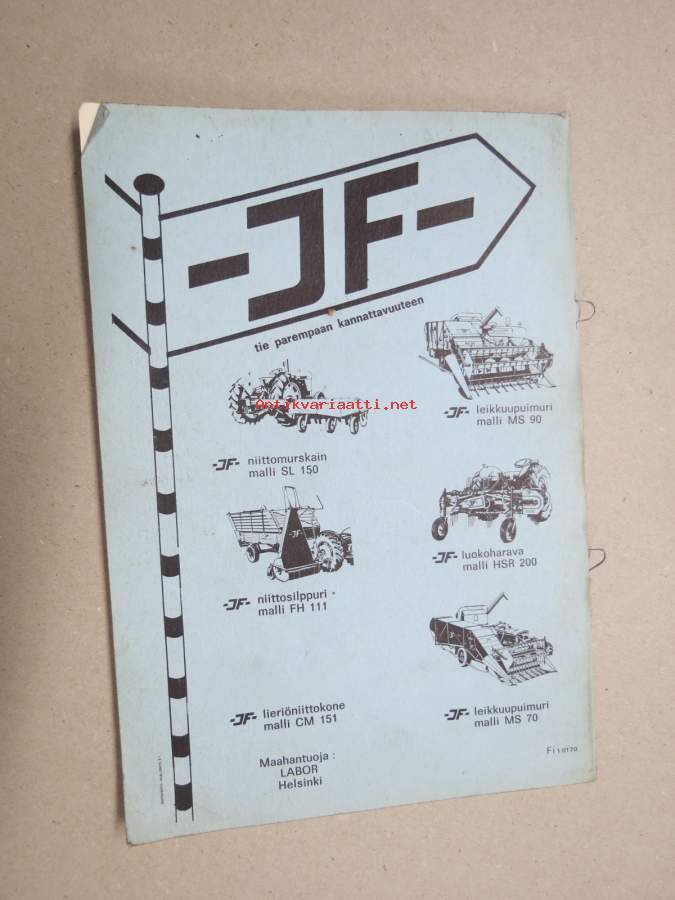 -JF-
tie parempaan kannattavuuteen
Antikvariaatti.net
-JF- leikkuupuimuri
malli MS 90
-JF- niittomurskain
malli SL 150
-JF-
-JF- luokoharava
malli HSR 200
-JF- niittosilppuri
malli FH 111
-JF- lieriöniittokone
malli CM 151
-JF- leikkuupuimuri
malli MS 70
Maahantuoja :
LABOR
Helsinki
Fi 1 0170